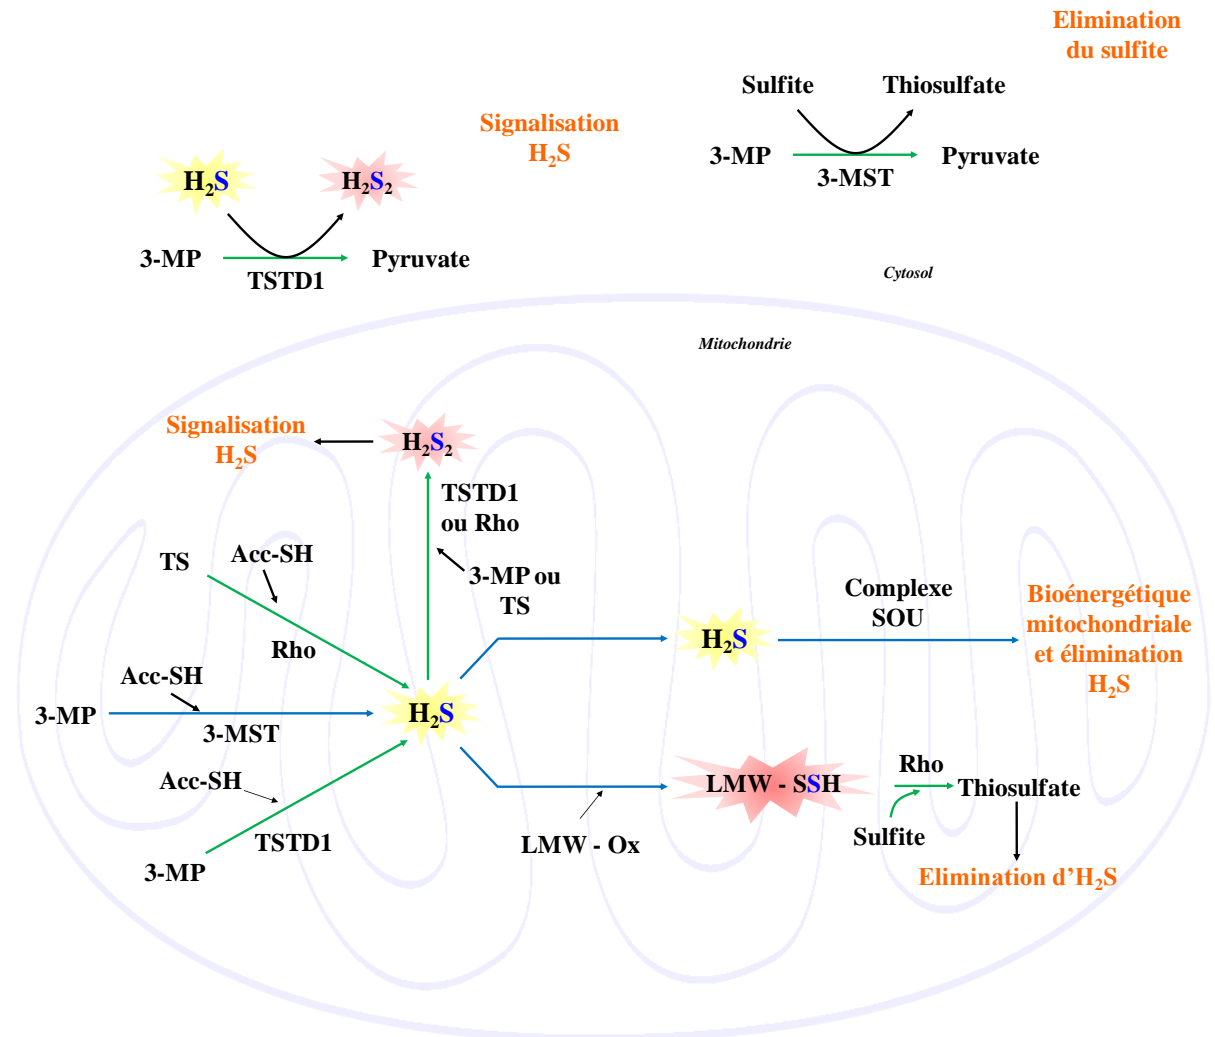 Elimination
du sulfite
Sulfite Thiosulfate
3-MP Pyruvate
3-MST
Signalisation
H₂S
H₂S H₂S₂
3-MP Pyruvate
TSTD1
Cytosol
Mitochondrie
Signalisation
H₂S
H₂S₂
TSTD1
ou Rho
3-MP ou
TS
TS
Acc-SH
Rho
Acc-SH
3-MP
3-MST
H₂S
Acc-SH
TSTD1
3-MP
H₂S
Complexe
SOU
Bioénergétique
mitochondriale
et élimination
H₂S
LMW - Ox
LMW - SSH
Rho
Sulfite
Thiosulfate
Elimination d’H₂S